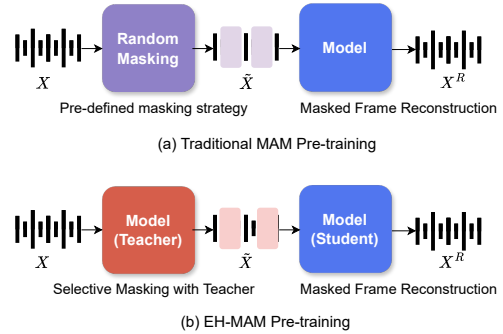 Random
Masking
Model
X
X̃
X^R
Pre-defined masking strategy
Masked Frame Reconstruction
(a) Traditional MAM Pre-training
Model
(Teacher)
Model
(Student)
X
X̃
X^R
Selective Masking with Teacher
Masked Frame Reconstruction
(b) EH-MAM Pre-training